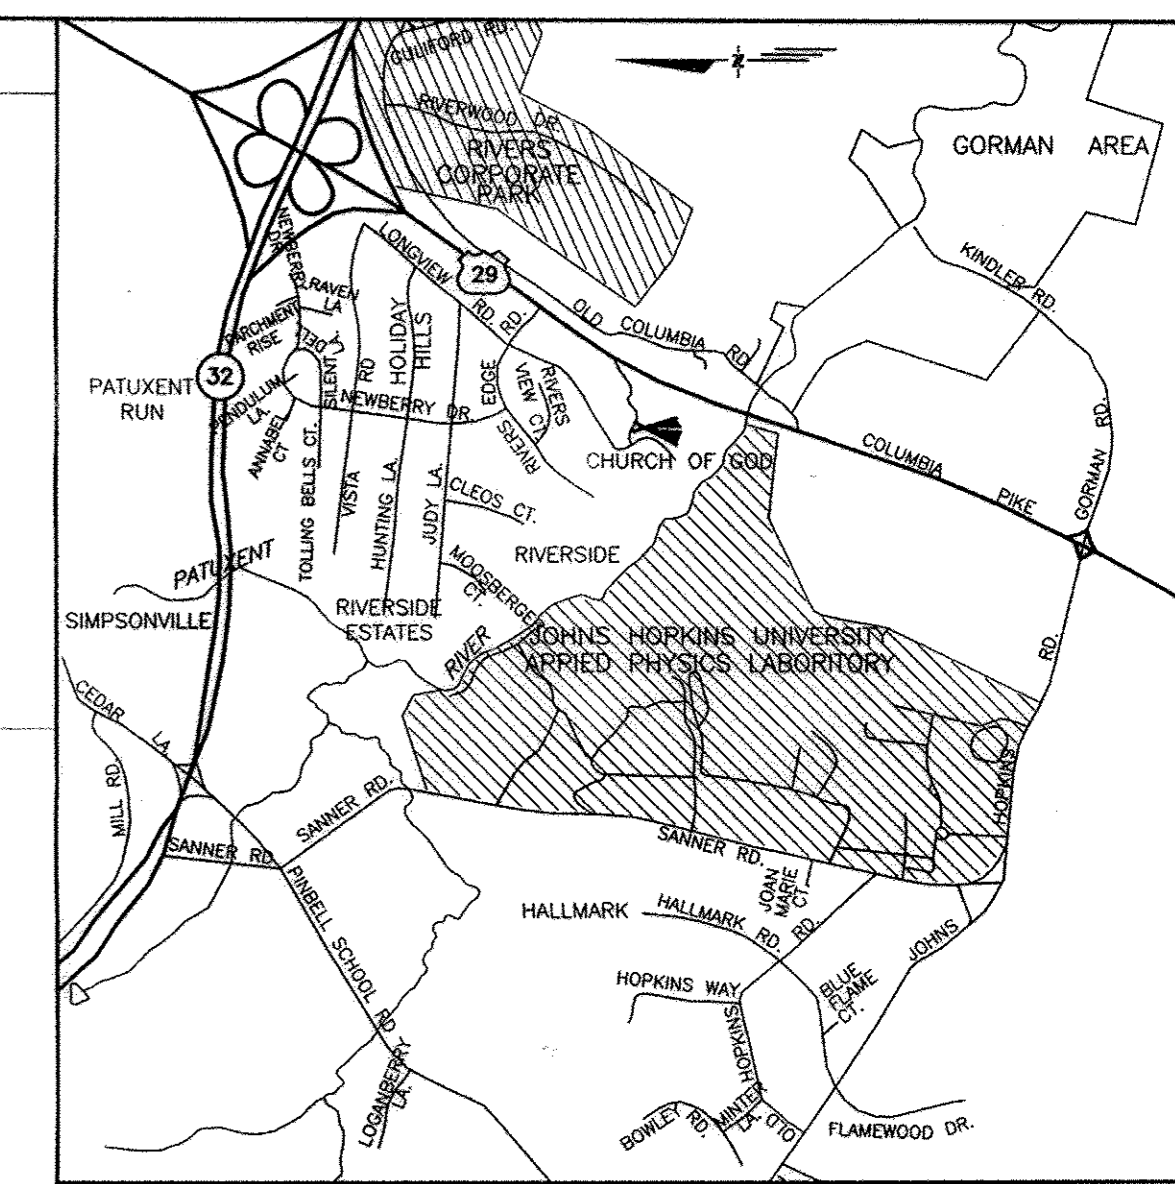 GUILFORD RD.
RIVERWOOD DR.
RIVERS
CORPORATE
PARK
Z
GORMAN AREA
KINDLER RD.
NEWBERRY
DR.
LONGVIEW RD.
29
RAVEN
LA
PARCHMENT
RISE
DELL
LA.
HOLIDAY
HILLS
RD.
OLD COLUMBIA RD.
32
PATUXENT
RUN
PENDULUM
LA.
ANNABEL
CT
SILENT
RD
NEWBERRY DR.
EDGE
RIVERS
VIEW CT.
RIVERS
CHURCH OF GOD
COLUMBIA PIKE
GORMAN RD.
TOLLING BELLS CT.
VISTA
HUNTING LA.
JUDY LA.
CLEOS CT.
MOOSBERGER
CT.
RIVERSIDE
PATUXENT
SIMPSONVILLE
RIVERSIDE
ESTATES
RIVER
JOHNS HOPKINS UNIVERSITY
APPIED PHYSICS LABORITORY
RD.
CEDAR LA.
MILL RD.
SANNER RD.
SANNER RD
SANNER RD.
HOPKINS
JOAN
MARIE
CT.
PINBELL SCHOOL RD
HALLMARK
HALLMARK RD.
RD.
JOHNS
HOPKINS WAY
BLUE
FLAME
CT.
HOPKINS
LOGANBERRY
LA.
BOWLEY
RD.
MINTER
LA.
OLD
FLAMEWOOD DR.